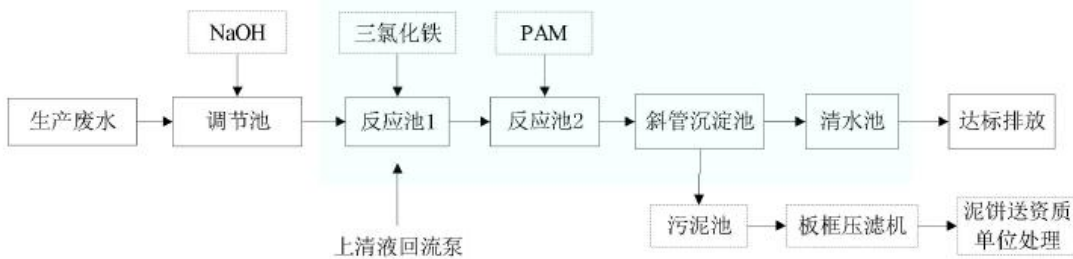 NaOH
三氯化铁
PAM
生产废水
调节池
反应池1
反应池2
斜管沉淀池
清水池
达标排放
上清液回流泵
污泥池
板框压滤机
泥饼送资质
单位处理